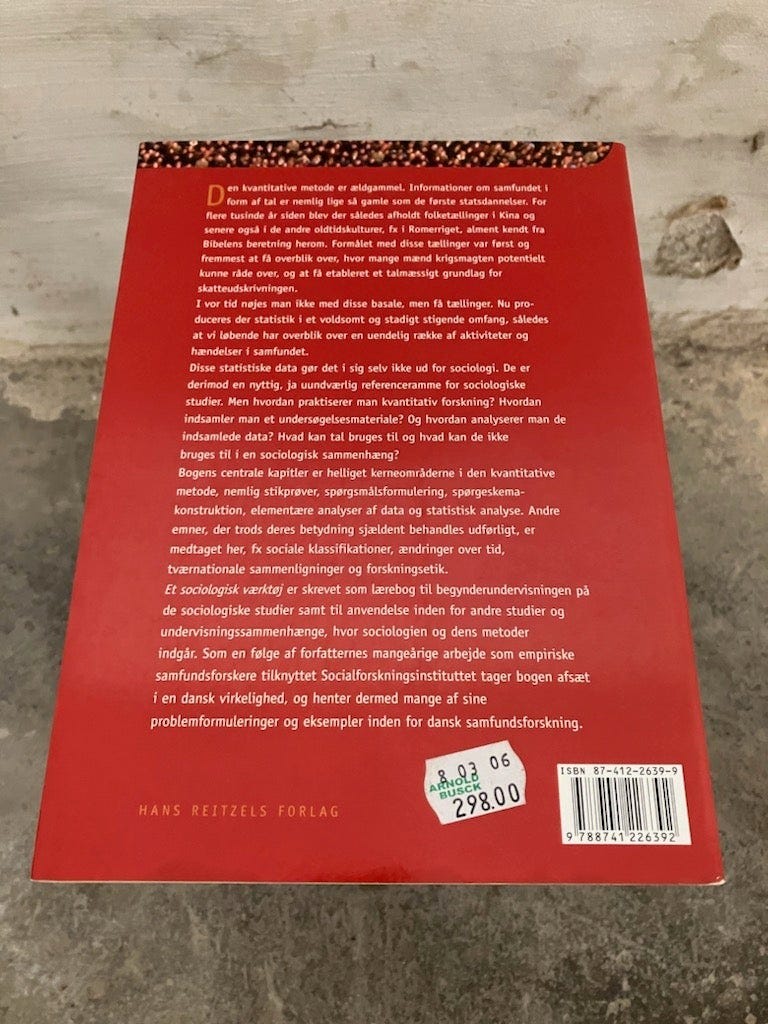 Den kvantitative metode er ældgammel. Informationer om samfundet i
form af tal er nemlig lige så gamle som de første statsdannelser. For
flere tusinde år siden blev der således afholdt folketællinger i Kina og
senere også i de andre oldtidskulturer, fx i Romerriget, alment kendt fra
Bibelens beretning herom. Formålet med disse tællinger var først og
fremmest at få overblik over, hvor mange mænd krigsmagten potentielt
kunne råde over, og at få etableret et talmæssigt grundlag for
skatteudskrivningen.
I vor tid nøjes man ikke med disse basale, men få tællinger. Nu pro-
duceres der statistik i et voldsomt og stadigt stigende omfang, således
at vi løbende har overblik over en uendelig række af aktiviteter og
hændelser i samfundet.
Disse statistiske data gør det i sig selv ikke ud for sociologi. De er
derimod en nyttig, ja uundværlig referenceramme for sociologiske
studier. Men hvordan praktiserer man kvantitativ forskning? Hvordan
indsamler man et undersøgelsesmateriale? Og hvordan analyserer man de
indsamlede data? Hvad kan tal bruges til og hvad kan de ikke
bruges til i en sociologisk sammenhæng?
Bogens centrale kapitler er helliget kerneområderne i den kvantitative
metode, nemlig stikprøver, spørgsmålsformulering, spørgeskema-
konstruktion, elementære analyser af data og statistisk analyse. Andre
emner, der trods deres betydning sjældent behandles udførligt, er
medtaget her, fx sociale klassifikationer, ændringer over tid,
tværnationale sammenligninger og forskningsetik.
Et sociologisk værktøj er skrevet som lærebog til begynderundervisningen på
de sociologiske studier samt til anvendelse inden for andre studier og
undervisningssammenhænge, hvor sociologien og dens metoder
indgår. Som en følge af forfatternes mangeårige arbejde som empiriske
samfundsforskere tilknyttet Socialforskningsinstituttet tager bogen afsæt
i en dansk virkelighed, og henter dermed mange af sine
problemformuleringer og eksempler inden for dansk samfundsforskning.
8 03 06
ARNOLD
BUSCK
298.00
HANS REITZELS FORLAG
ISBN 87-412-2639-9
9 788741 226392